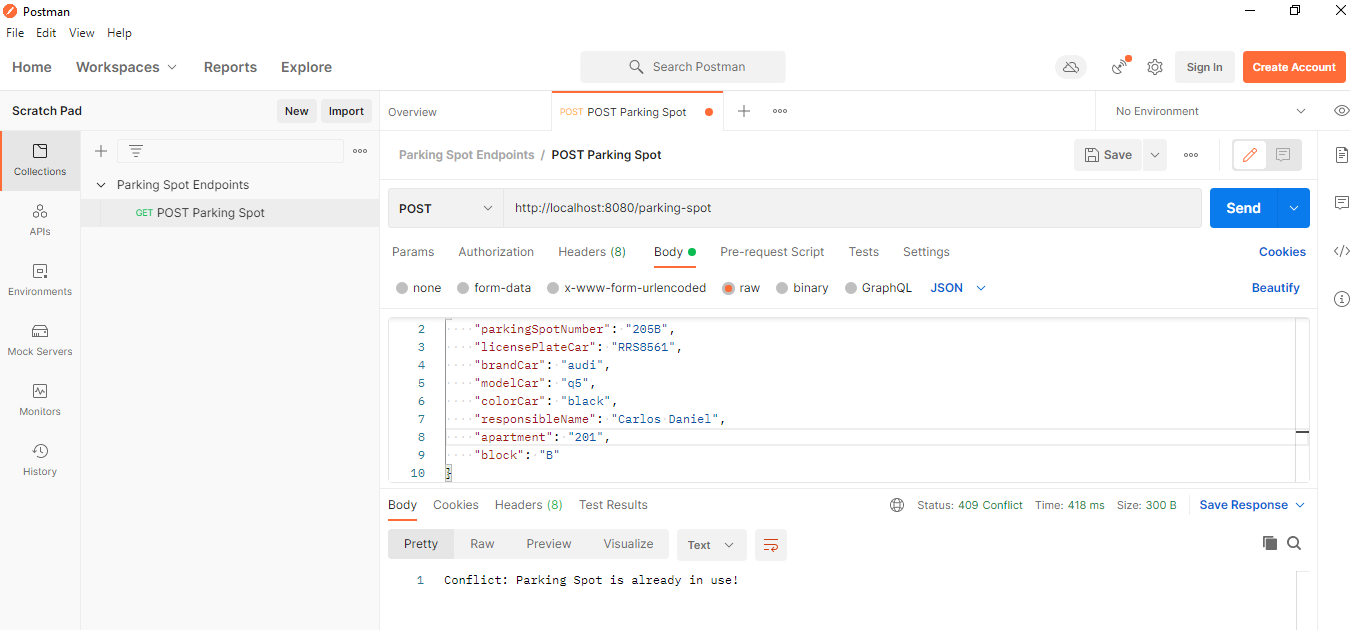 Postman
File Edit View Help
Home Workspaces Reports Explore Search Postman Sign In Create Account
Scratch Pad New Import Overview POST POST Parking Spot No Environment
Collections
APIs
Environments
Mock Servers
Monitors
History
Parking Spot Endpoints
GET POST Parking Spot
Parking Spot Endpoints / POST Parking Spot Save
POST http://localhost:8080/parking-spot Send
Params Authorization Headers (8) Body Pre-request Script Tests Settings Cookies
none form-data x-www-form-urlencoded raw binary GraphQL JSON Beautify
2 "parkingSpotNumber": "205B",
3 "licensePlateCar": "RRS8561",
4 "brandCar": "audi",
5 "modelCar": "q5",
6 "colorCar": "black",
7 "responsibleName": "Carlos Daniel",
8 "apartment": "201",
9 "block": "B"
10 }
Body Cookies Headers (8) Test Results Status: 409 Conflict Time: 418 ms Size: 300 B Save Response
Pretty Raw Preview Visualize Text
1 Conflict: Parking Spot is already in use!